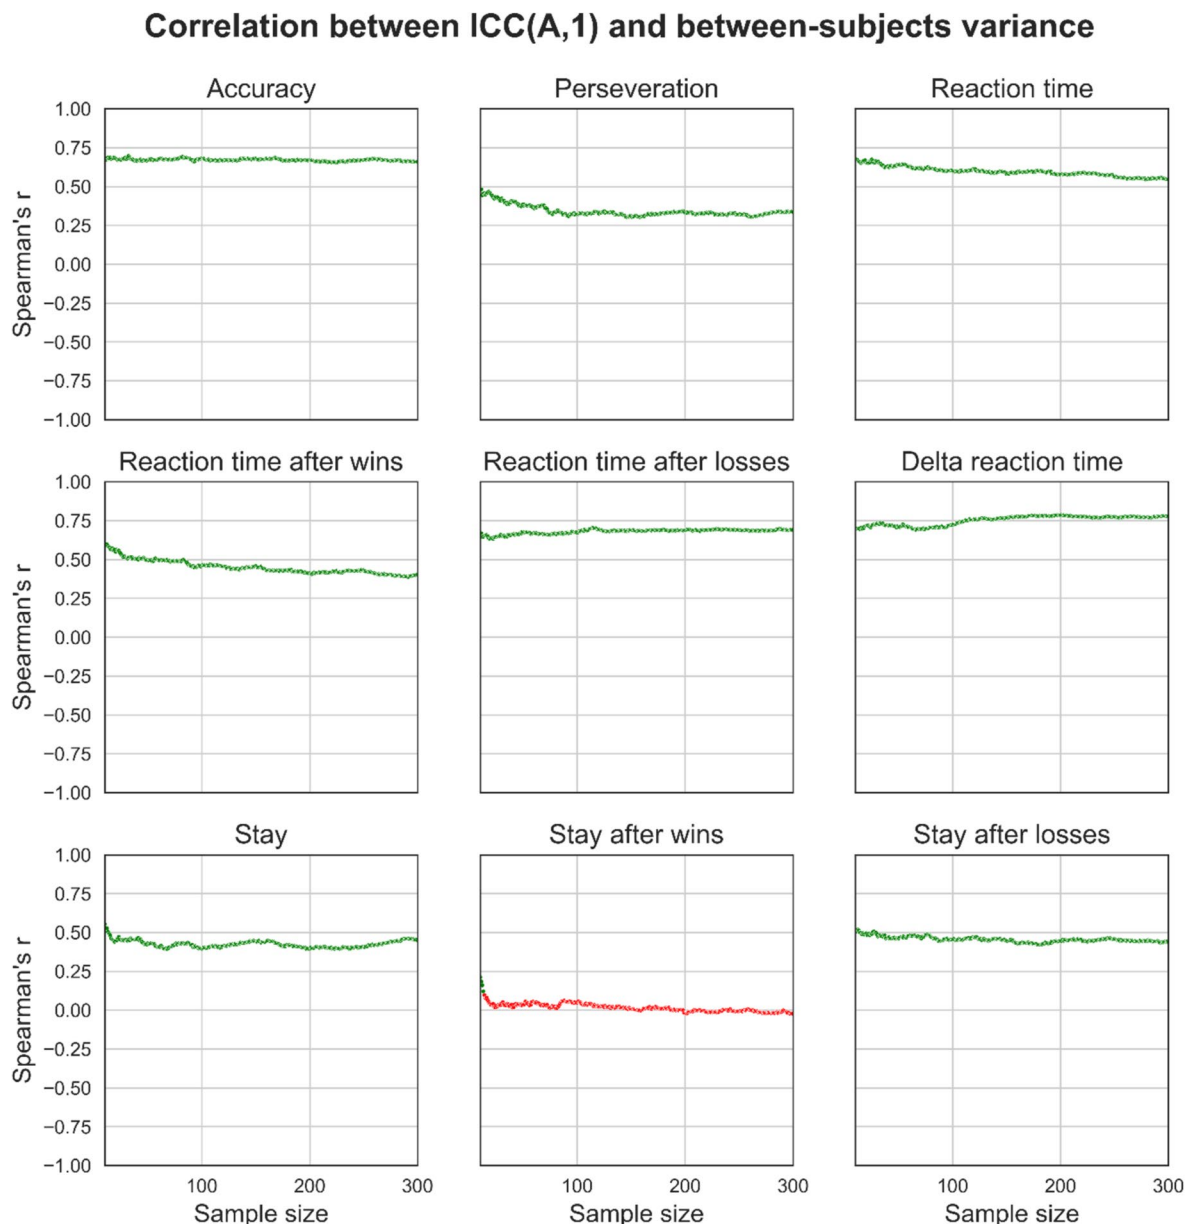 Correlation between ICC(A,1) and between-subjects variance
Accuracy
Perseveration
Reaction time
1.00
0.75
0.50
0.25
0.00
−0.25
−0.50
−0.75
−1.00
Spearman's r
Reaction time after wins
Reaction time after losses
Delta reaction time
1.00
0.75
0.50
0.25
0.00
−0.25
−0.50
−0.75
−1.00
Spearman's r
Stay
Stay after wins
Stay after losses
1.00
0.75
0.50
0.25
0.00
−0.25
−0.50
−0.75
−1.00
Spearman's r
100 200 300
100 200 300
100 200 300
Sample size
Sample size
Sample size